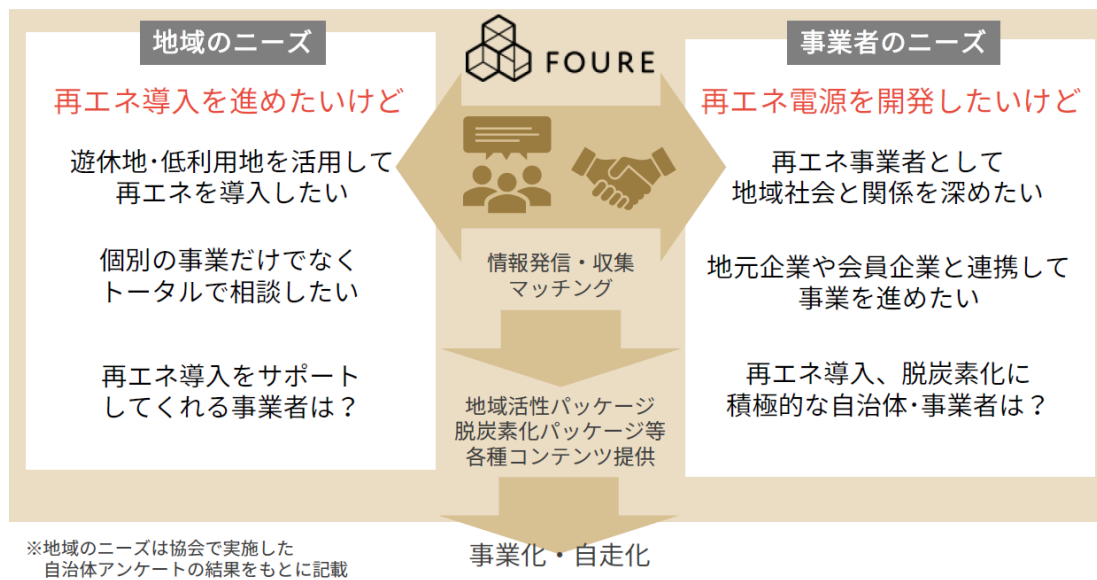 地域のニーズ
再エネ導入を進めたいけど
遊休地･低利用地を活用して
再エネを導入したい
個別の事業だけでなく
トータルで相談したい
再エネ導入をサポート
してくれる事業者は？
FOURE
情報発信・収集
マッチング
地域活性パッケージ
脱炭素化パッケージ等
各種コンテンツ提供
事業化・自走化
事業者のニーズ
再エネ電源を開発したいけど
再エネ事業者として
地域社会と関係を深めたい
地元企業や会員企業と連携して
事業を進めたい
再エネ導入、脱炭素化に
積極的な自治体･事業者は？
※地域のニーズは協会で実施した
自治体アンケートの結果をもとに記載